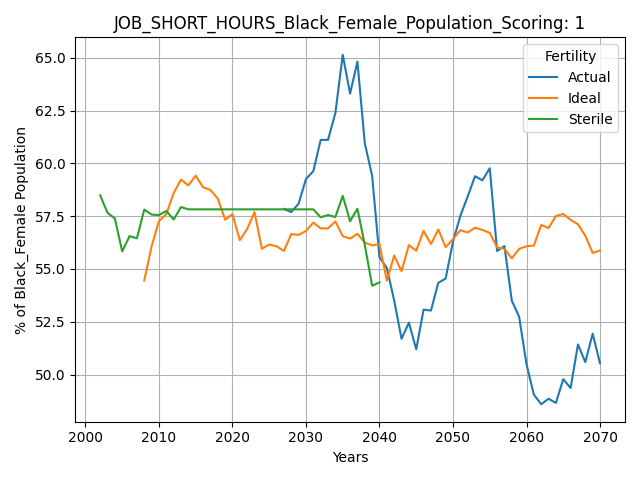 JOB_SHORT_HOURS_Black_Female_Population_Scoring: 1
Fertility
Actual
Ideal
Sterile
% of Black_Female Population
65.0
62.5
60.0
57.5
55.0
52.5
50.0
2000 2010 2020 2030 2040 2050 2060 2070
Years